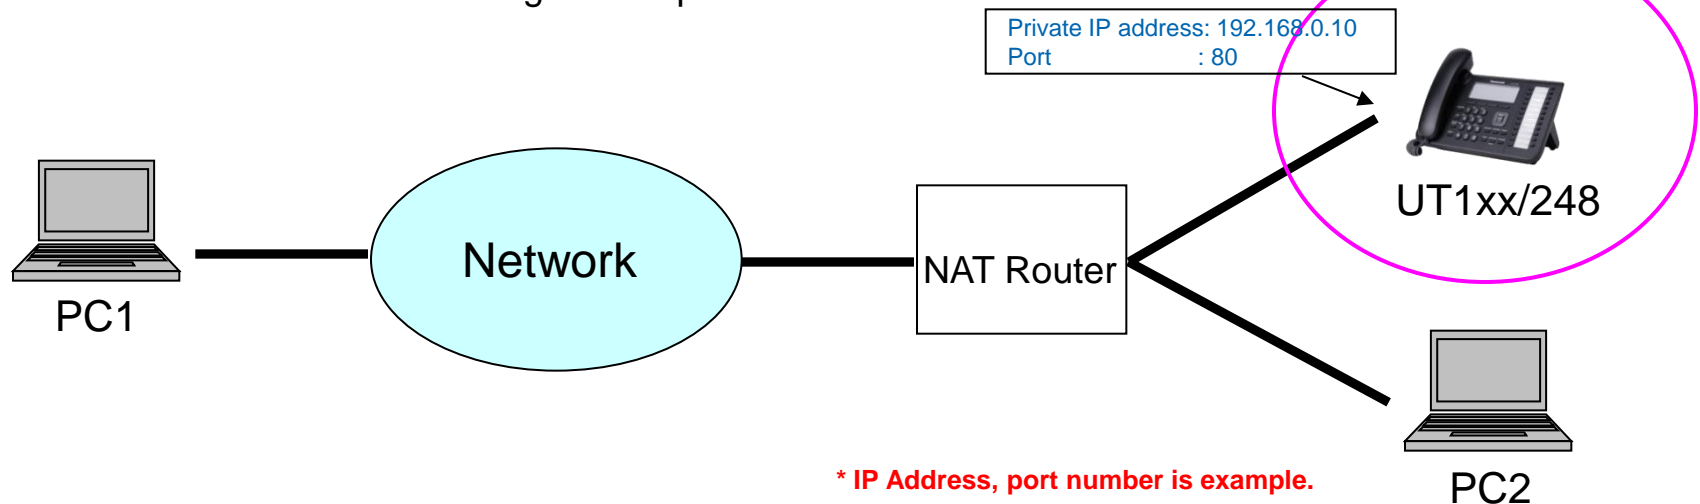 Private IP address: 192.168.0.10
Port : 80
UT1xx/248
Network
NAT Router
PC1
* IP Address, port number is example.
PC2